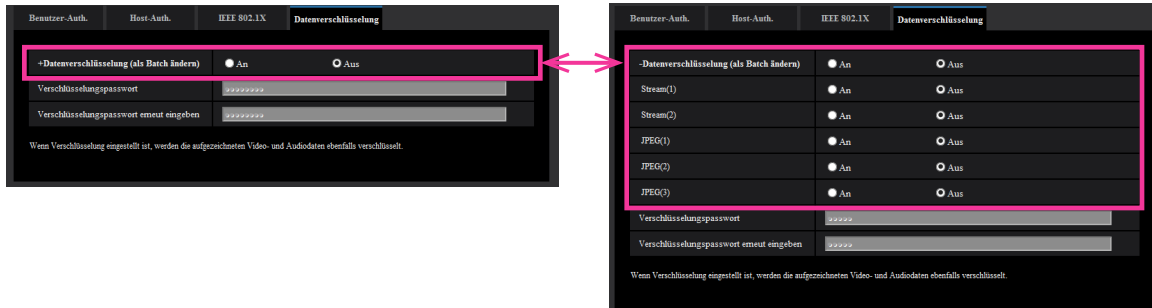 Benutzer-Auth. Host-Auth. IEEE 802.1X Datenverschlüsselung
+Datenverschlüsselung (als Batch ändern) An Aus
Verschlüsselungspasswort
Verschlüsselungspasswort erneut eingeben
Wenn Verschlüsselung eingestellt ist, werden die aufgezeichneten Video- und Audiodaten ebenfalls verschlüsselt.
Benutzer-Auth. Host-Auth. IEEE 802.1X Datenverschlüsselung
-Datenverschlüsselung (als Batch ändern) An Aus
Stream(1) An Aus
Stream(2) An Aus
JPEG(1) An Aus
JPEG(2) An Aus
JPEG(3) An Aus
Verschlüsselungspasswort
Verschlüsselungspasswort erneut eingeben
Wenn Verschlüsselung eingestellt ist, werden die aufgezeichneten Video- und Audiodaten ebenfalls verschlüsselt.